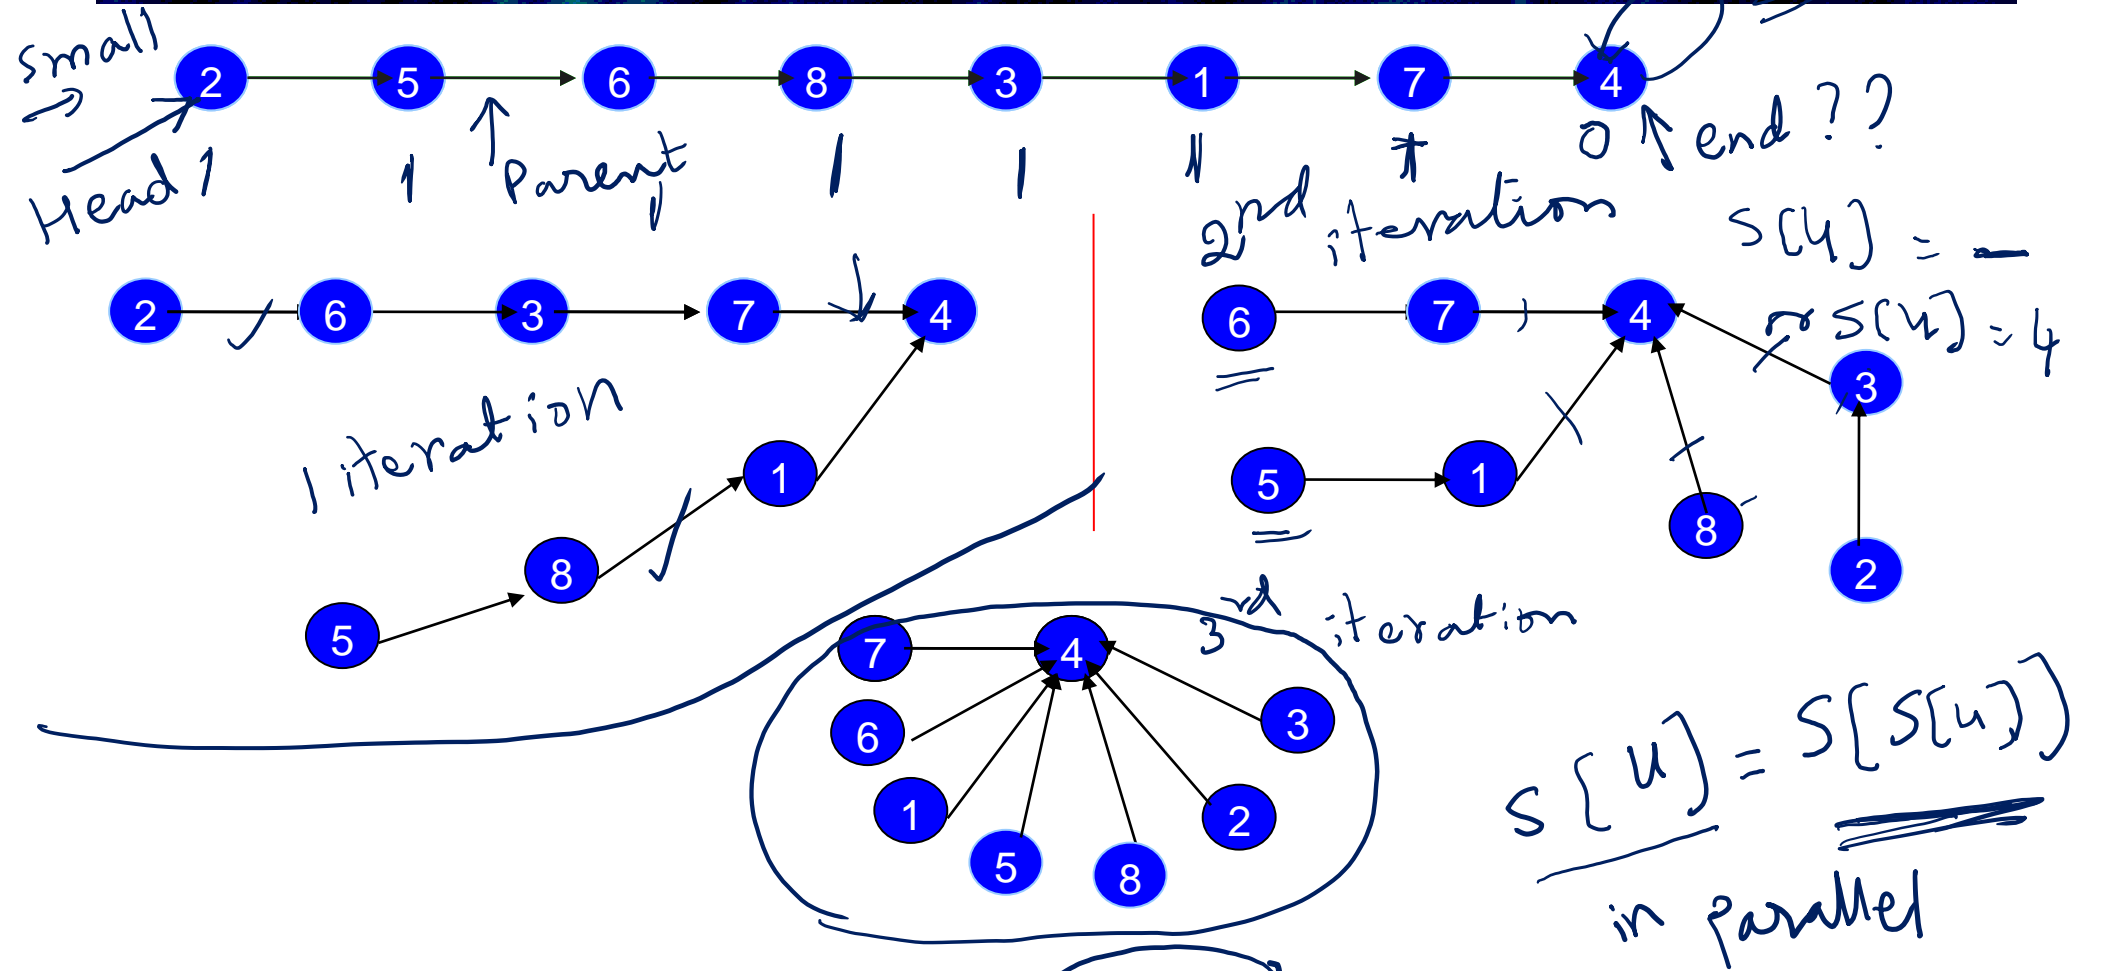 small
2 5 6 8 3 1 7 4
Head
1 1 1 1 1 1 0
Parent
end ??
2nd iteration
S[4] = —
or S[4] = 4
2 6 3 7 4
1 iteration
1
8
5
6 7 4
3
5 1
8
2
3rd iteration
7 4
6
3
1
2
5
8
S[u] = S[S[u]]
in parallel